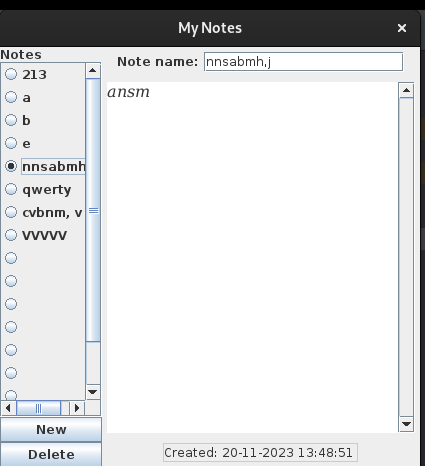 My Notes
Notes
213
a
b
e
nnsabmh
qwerty
cvbnm, v
VVVVV
New
Delete
Note name: nnsabmh,j
ansm
Created: 20-11-2023 13:48:51